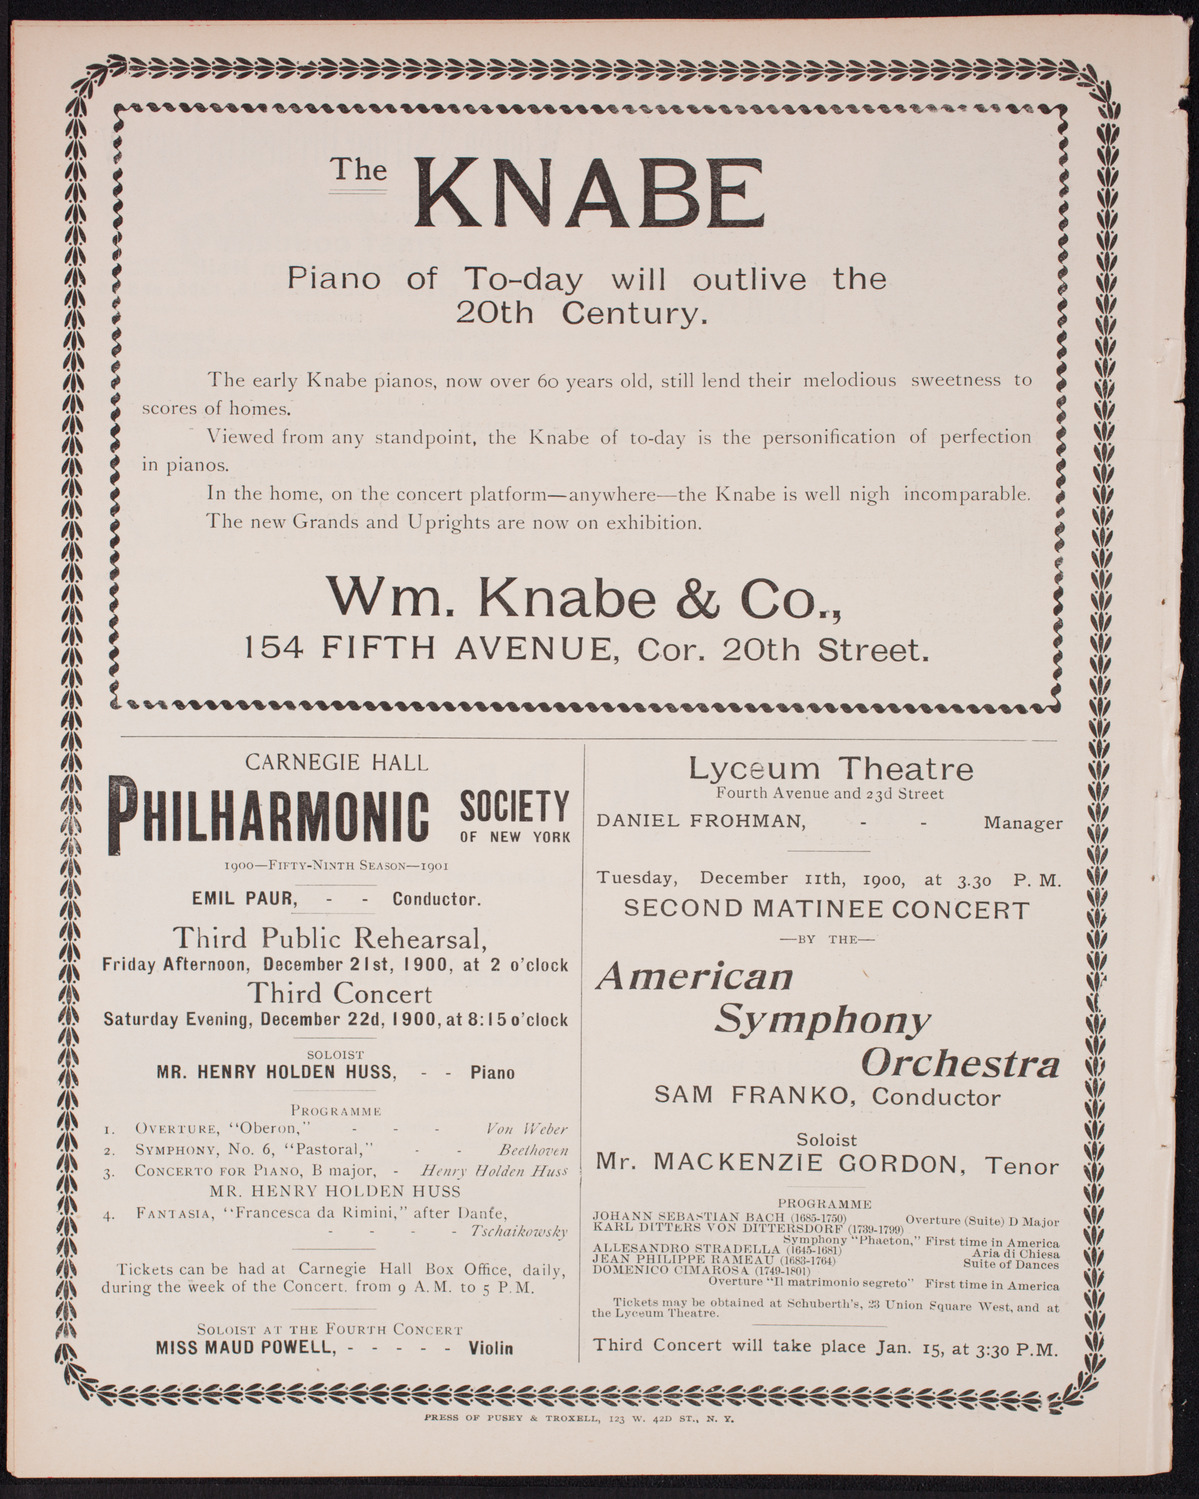 The KNABE
Piano of To-day will outlive the
20th Century.
The early Knabe pianos, now over 60 years old, still lend their melodious sweetness to
scores of homes.
Viewed from any standpoint, the Knabe of to-day is the personification of perfection
in pianos.
In the home, on the concert platform—anywhere—the Knabe is well nigh incomparable.
The new Grands and Uprights are now on exhibition.
Wm. Knabe & Co.,
154 FIFTH AVENUE, Cor. 20th Street.
CARNEGIE HALL
PHILHARMONIC SOCIETY
OF NEW YORK
1900—FIFTY-NINTH SEASON—1901
EMIL PAUR, - - Conductor.
Third Public Rehearsal,
Friday Afternoon, December 21st, 1900, at 2 o'clock
Third Concert
Saturday Evening, December 22d, 1900, at 8:15 o'clock
SOLOIST
MR. HENRY HOLDEN HUSS, - - Piano
PROGRAMME
1. OVERTURE, "Oberon," - - - Von Weber
2. SYMPHONY, No. 6, "Pastoral," - - Beethoven
3. CONCERTO FOR PIANO, B major, - Henry Holden Huss
MR. HENRY HOLDEN HUSS
4. FANTASIA, "Francesca da Rimini," after Dante,
- - - - Tschaikowsky
Tickets can be had at Carnegie Hall Box Office, daily,
during the week of the Concert. from 9 A. M. to 5 P. M.
SOLOIST AT THE FOURTH CONCERT
MISS MAUD POWELL, - - - - - Violin
Lyceum Theatre
Fourth Avenue and 23d Street
DANIEL FROHMAN, - - Manager
Tuesday, December 11th, 1900, at 3.30 P. M.
SECOND MATINEE CONCERT
—BY THE—
American
Symphony
Orchestra
SAM FRANKO, Conductor
Soloist
Mr. MACKENZIE GORDON, Tenor
PROGRAMME
JOHANN SEBASTIAN BACH (1685-1750) Overture (Suite) D Major
KARL DITTERS VON DITTERSDORF (1739-1799)
Symphony "Phaeton," First time in America
ALLESANDRO STRADELLA (1645-1681) Aria di Chiesa
JEAN PHILIPPE RAMEAU (1683-1764) Suite of Dances
DOMENICO CIMAROSA (1749-1801)
Overture "Il matrimonio segreto" First time in America
Tickets may be obtained at Schuberth's, 23 Union Square West, and at
the Lyceum Theatre.
Third Concert will take place Jan. 15, at 3:30 P.M.
PRESS OF PUSEY & TROXELL, 123 W. 42D ST., N. Y.